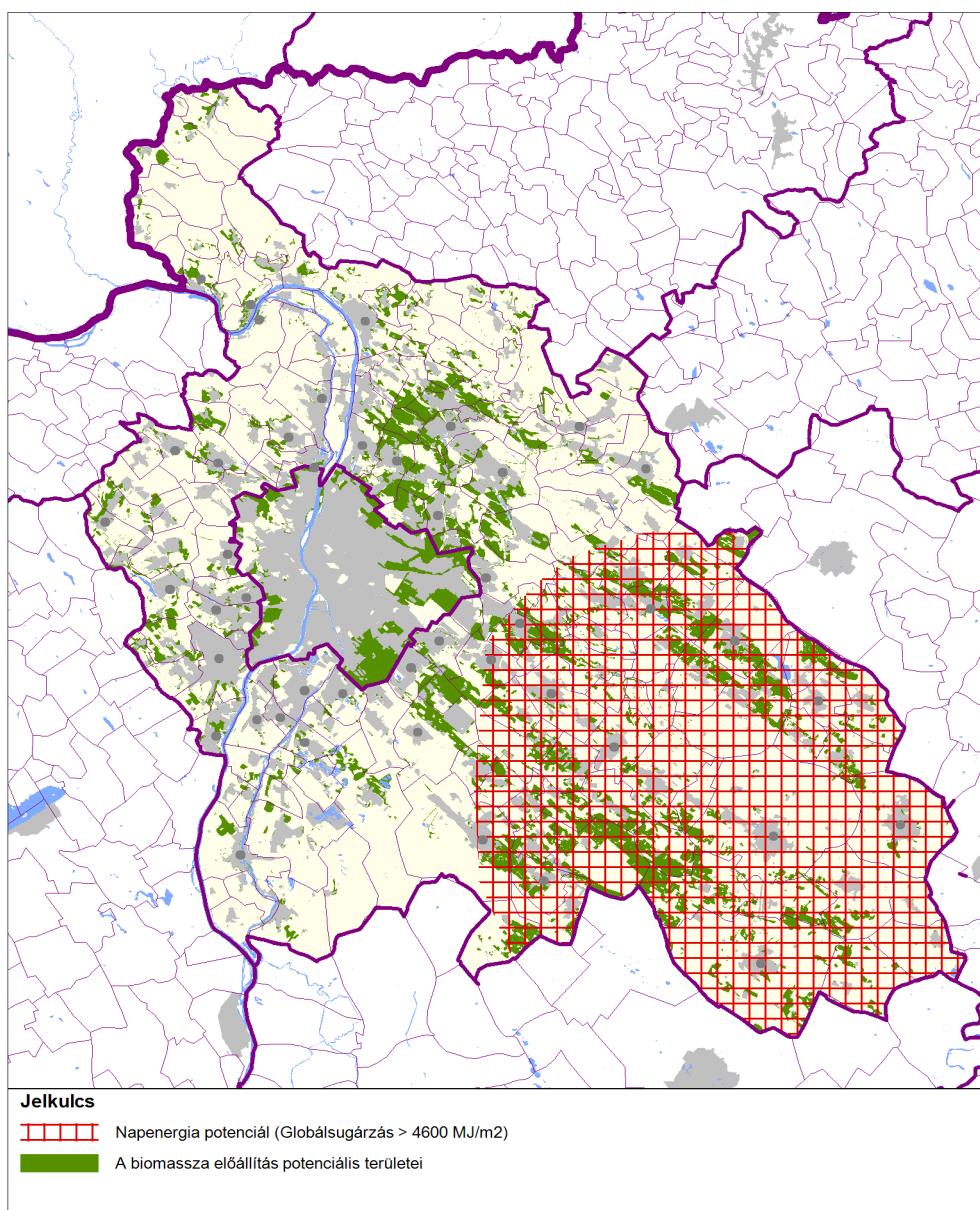 Jelkulcs
Napenergia potenciál (Globálsugárzás > 4600 MJ/m2)
A biomassza előállítás potenciális területei